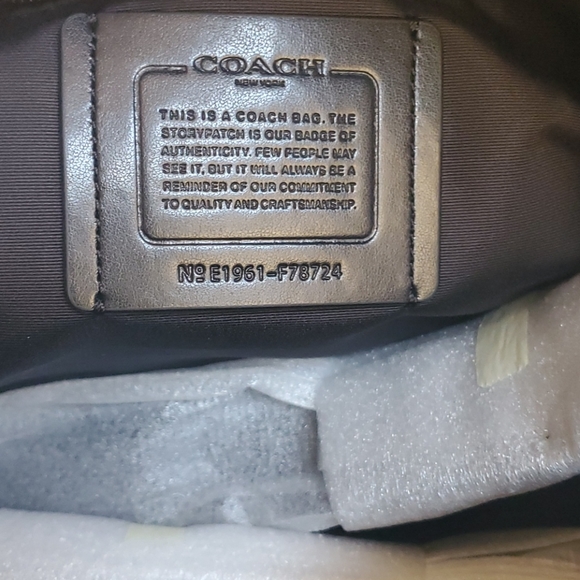 COACH
NEW YORK
THIS IS A COACH BAG. THE
STORYPATCH IS OUR BADGE OF
AUTHENTICITY. FEW PEOPLE MAY
SEE IT, BUT IT WILL ALWAYS BE A
REMINDER OF OUR COMMITMENT
TO QUALITY AND CRAFTSMANSHIP.
Nº E1961-F78724